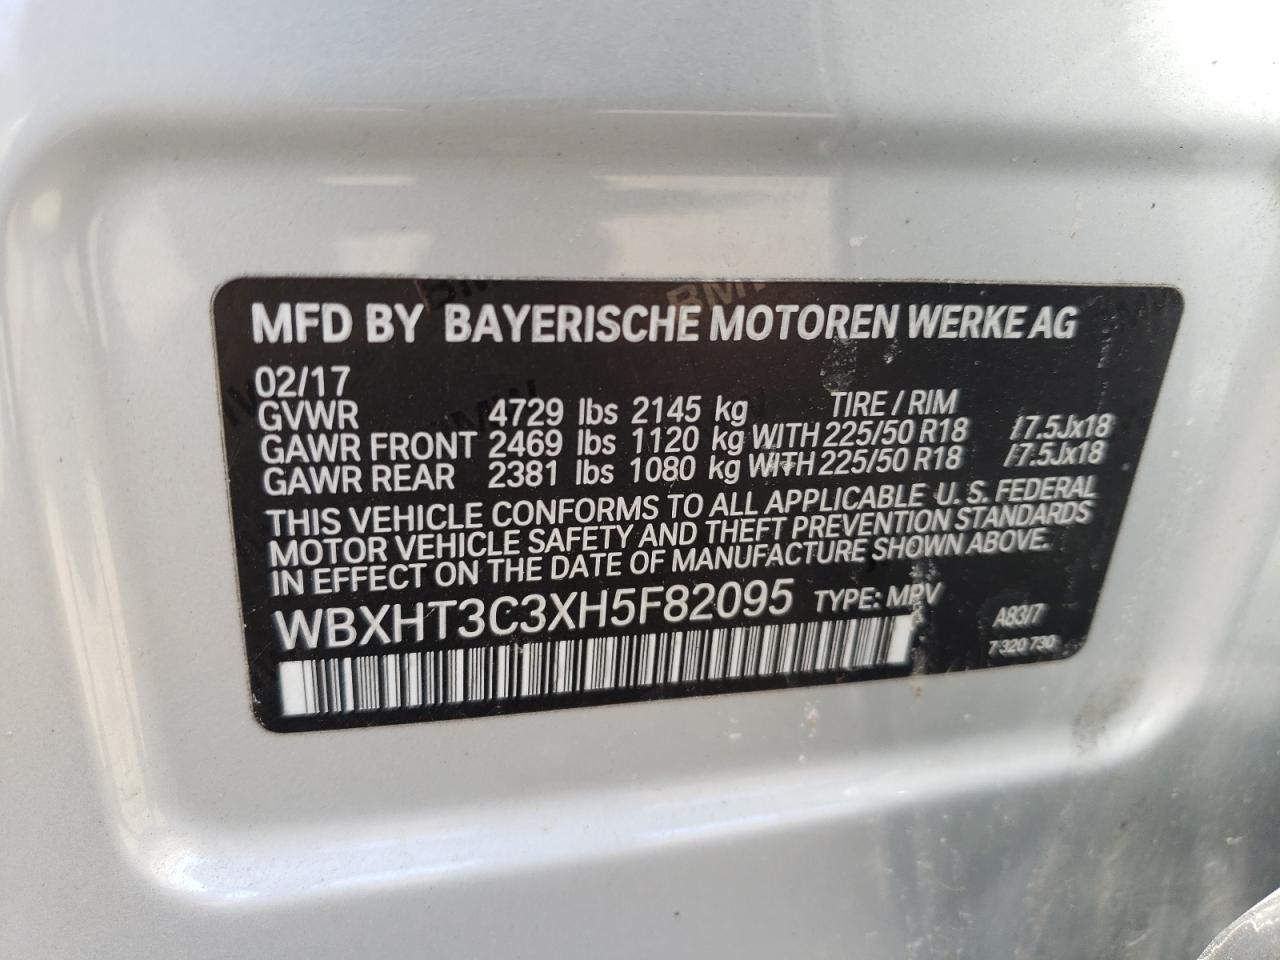 MFD BY BAYERISCHE MOTOREN WERKE AG
02/17
GVWR 4729 lbs 2145 kg TIRE / RIM
GAWR FRONT 2469 lbs 1120 kg WITH 225/50 R18 /7.5Jx18
GAWR REAR 2381 lbs 1080 kg WITH 225/50 R18 /7.5Jx18
THIS VEHICLE CONFORMS TO ALL APPLICABLE U. S. FEDERAL
MOTOR VEHICLE SAFETY AND THEFT PREVENTION STANDARDS
IN EFFECT ON THE DATE OF MANUFACTURE SHOWN ABOVE.
WBXHT3C3XH5F82095 TYPE: MPV A83/7
7 320 730